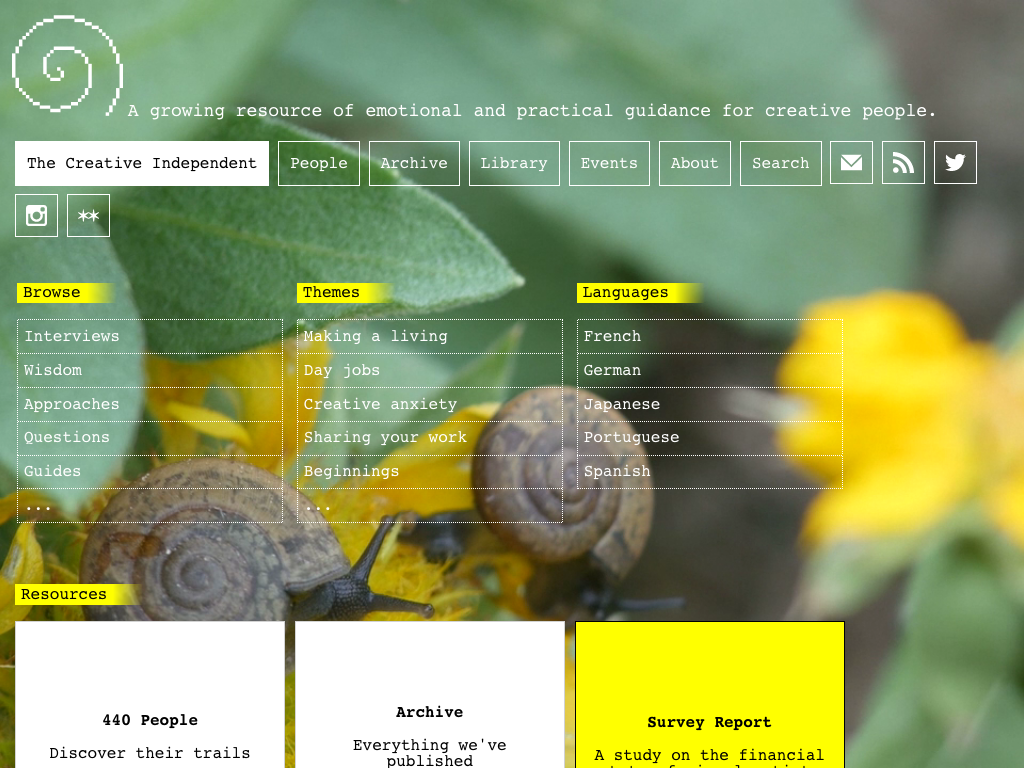 A growing resource of emotional and practical guidance for creative people.
The Creative Independent People Archive Library Events About Search
Browse
Interviews
Wisdom
Approaches
Questions
Guides
...
Themes
Making a living
Day jobs
Creative anxiety
Sharing your work
Beginnings
...
Languages
French
German
Japanese
Portuguese
Spanish
Resources
440 People
Discover their trails
Archive
Everything we've
published
Survey Report
A study on the financial